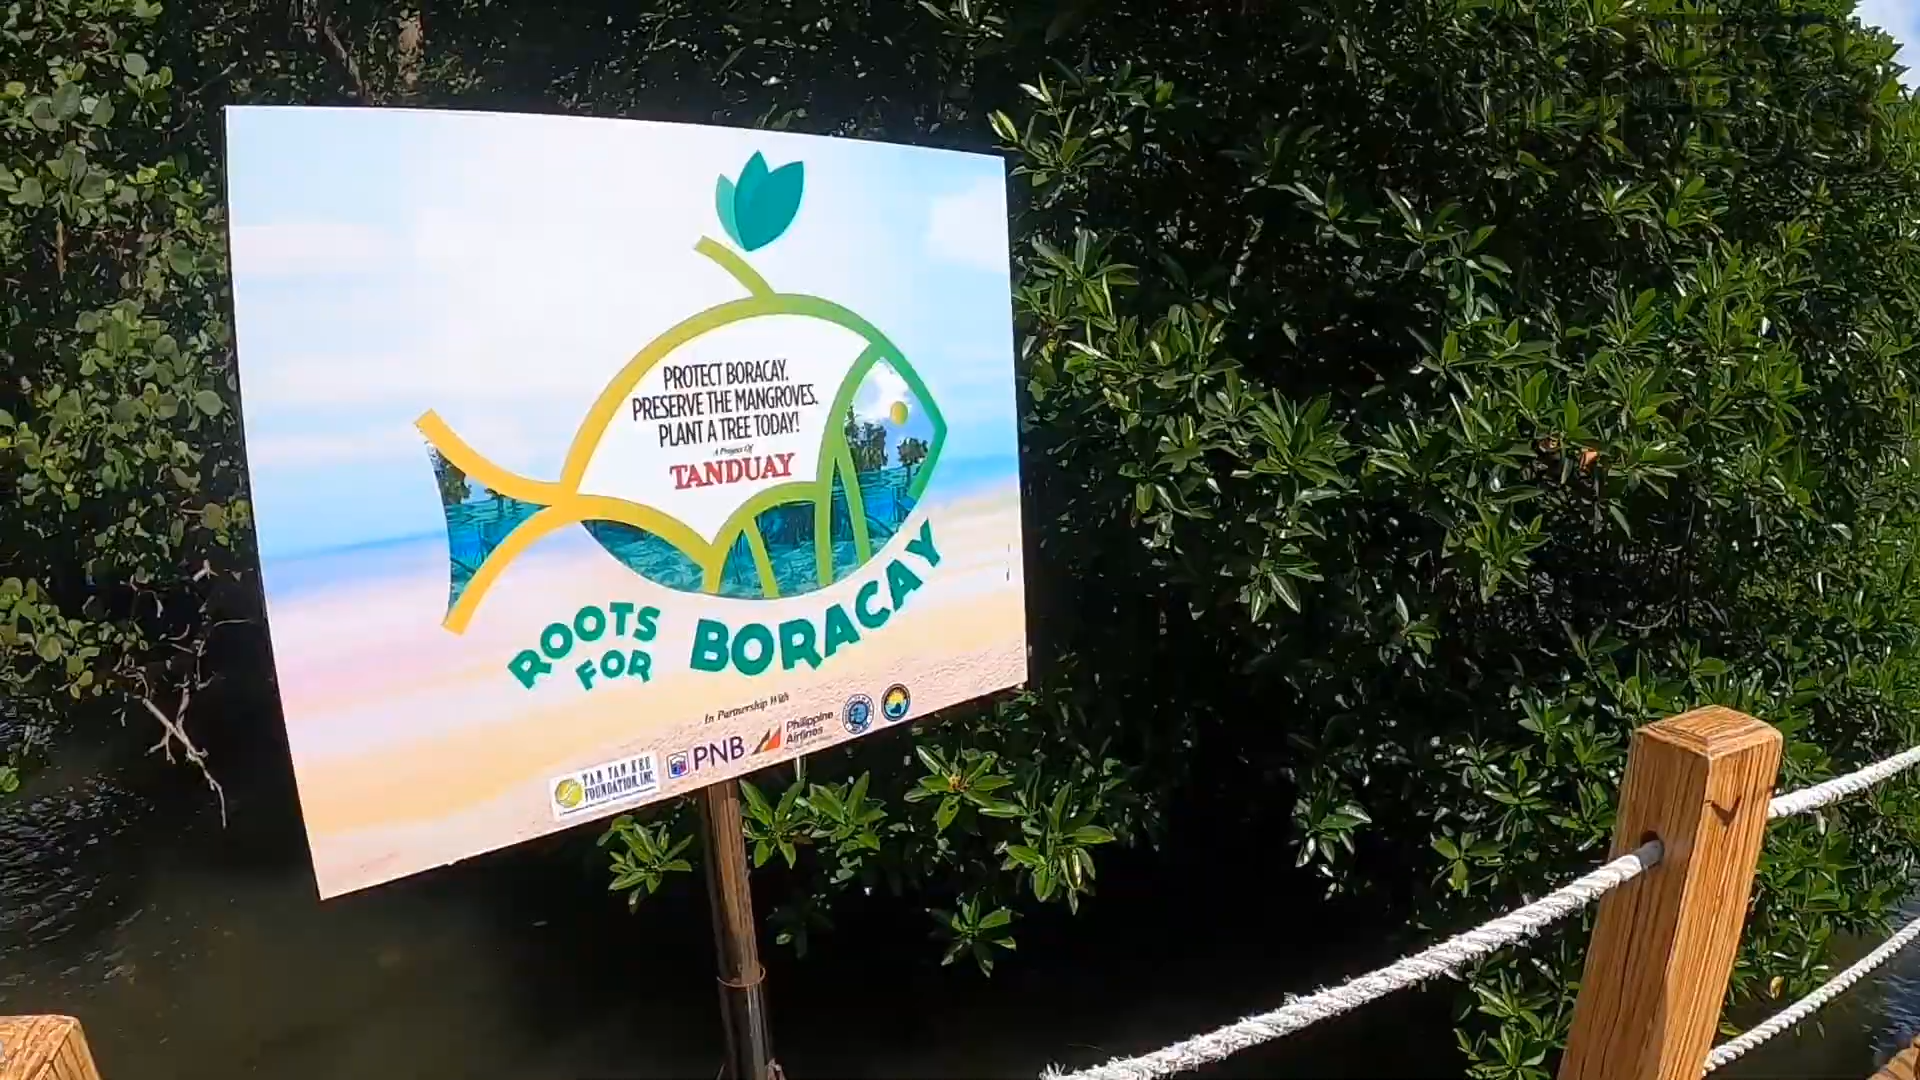 PROTECT BORACAY.
PRESERVE THE MANGROVES.
PLANT A TREE TODAY!
A Project Of
TANDUAY
ROOTS
FOR
BORACAY
In Partnership With
TAN YAN KEE
FOUNDATION, INC.
PNB
Philippine
Airlines